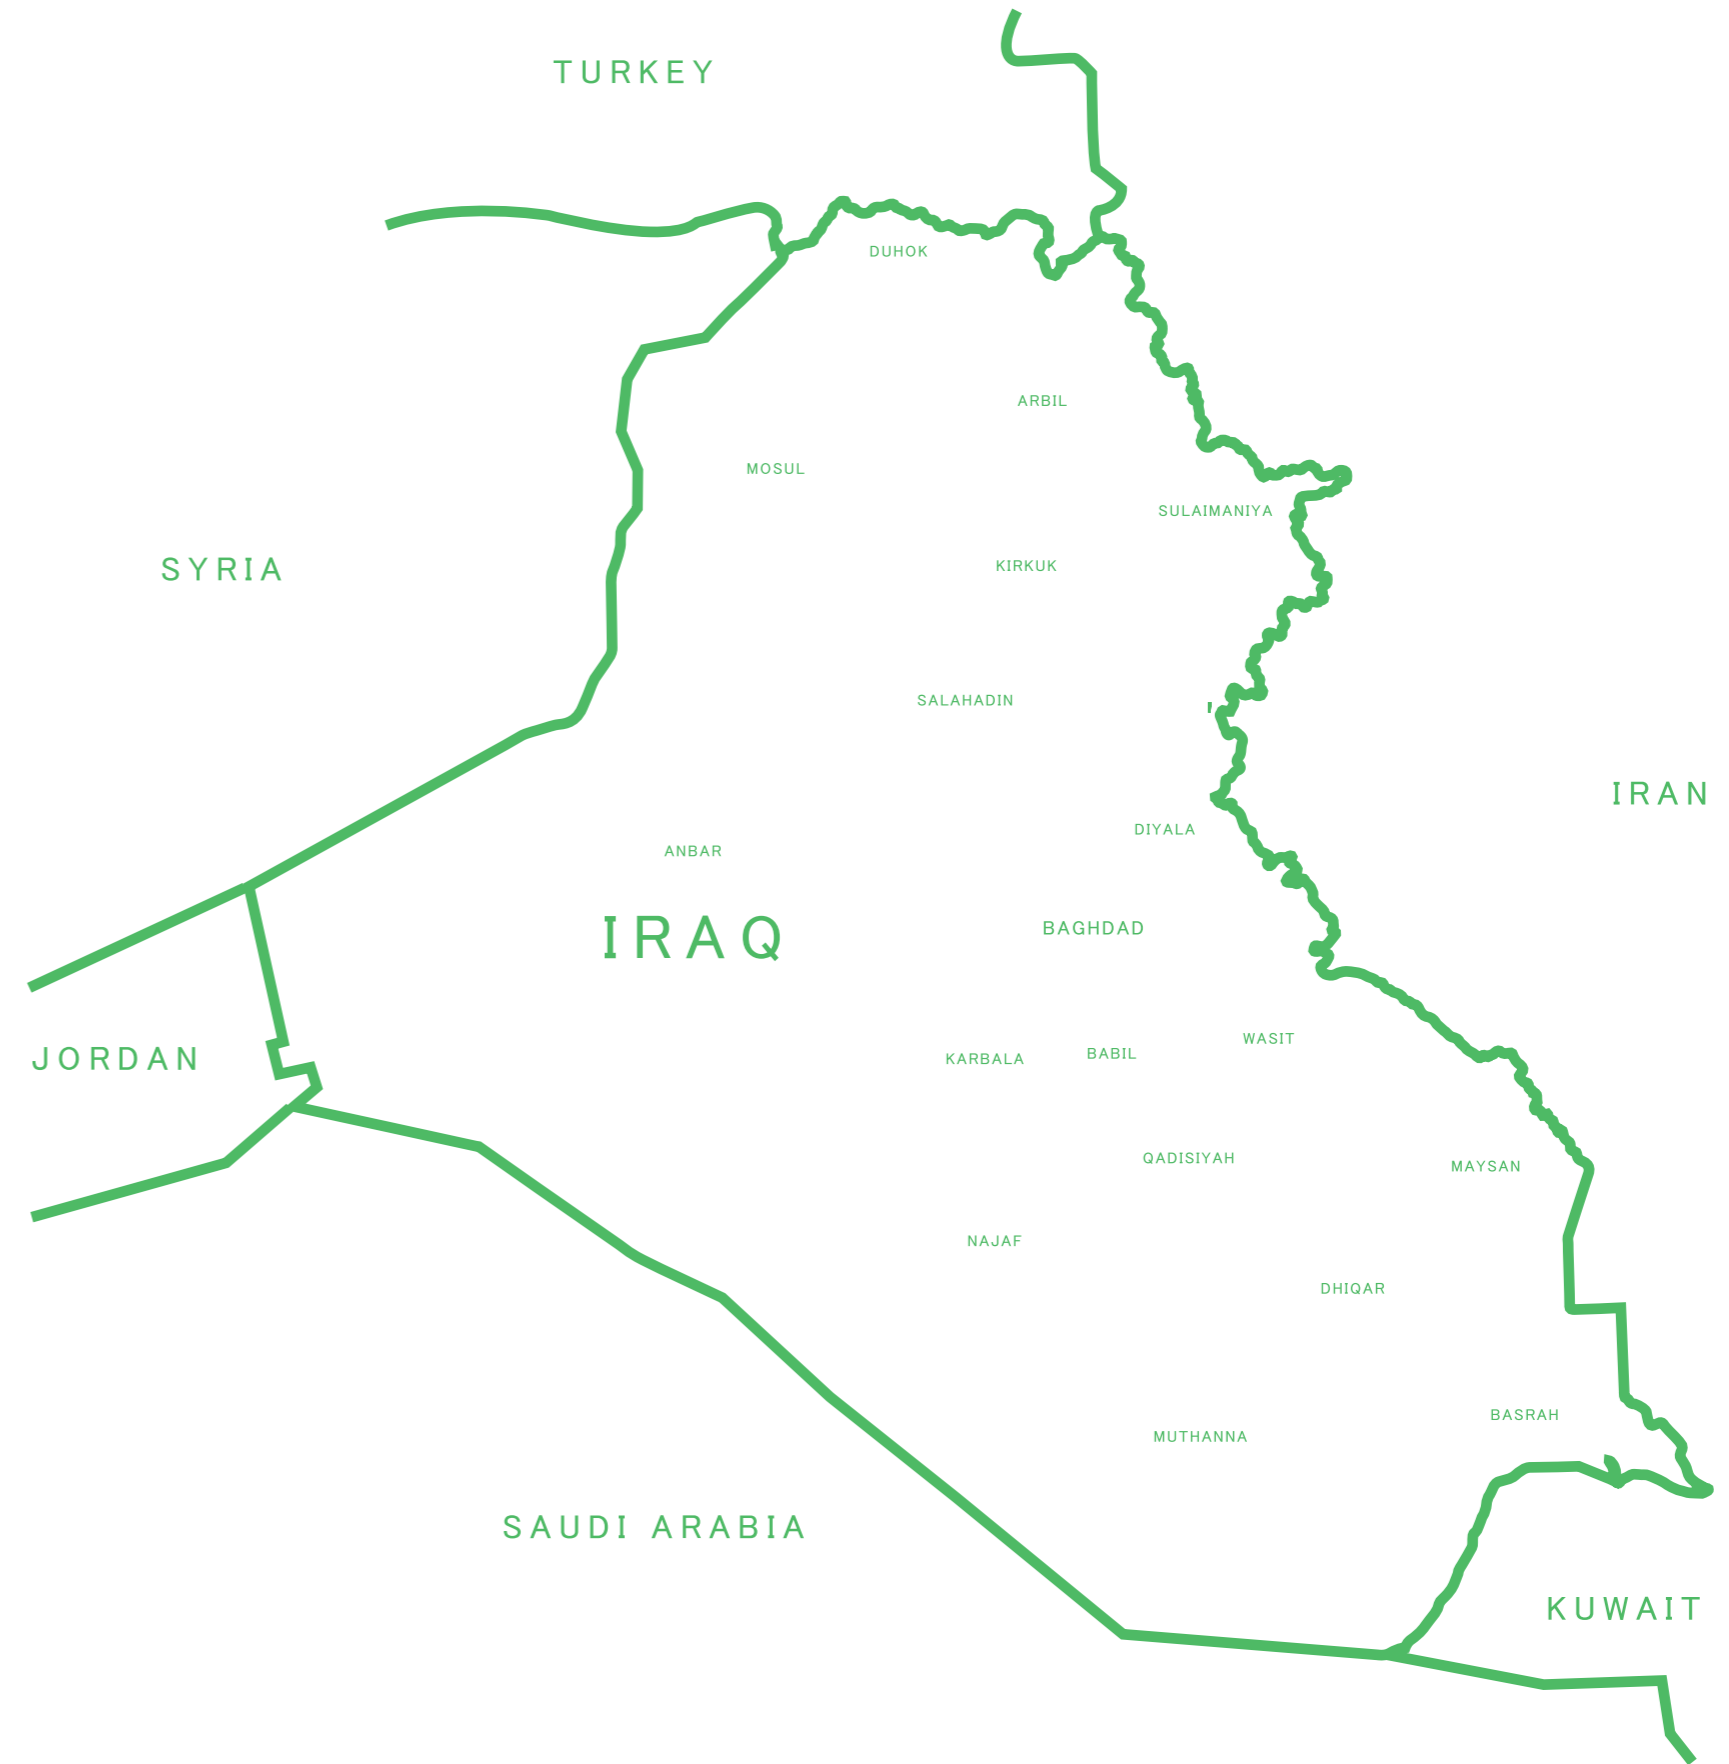 TURKEY
DUHOK
ARBIL
MOSUL
SULAIMANIYA
KIRKUK
SYRIA
SALAHADIN
IRAN
DIYALA
ANBAR
BAGHDAD
IRAQ
WASIT
BABIL
KARBALA
JORDAN
QADISIYAH
MAYSAN
NAJAF
DHIQAR
BASRAH
MUTHANNA
SAUDI ARABIA
KUWAIT